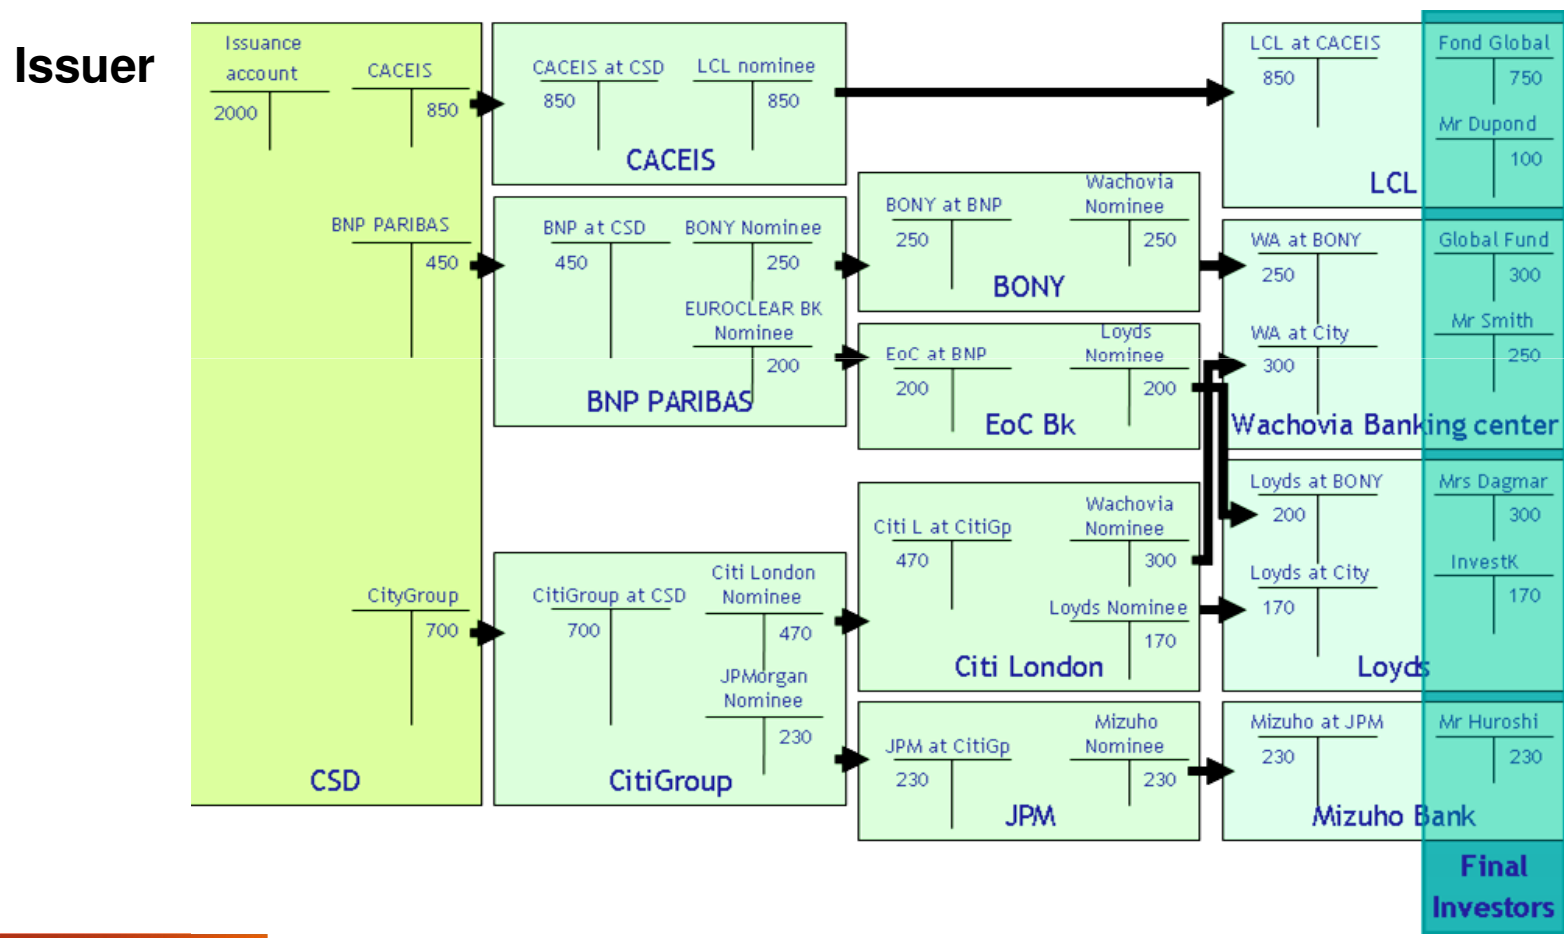 Issuer
Issuance
account
2000
CACEIS
850
BNP PARIBAS
450
CityGroup
700
CSD
CACEIS at CSD
850
LCL nominee
850
CACEIS
BNP at CSD
450
BONY Nominee
250
EUROCLEAR BK
Nominee
200
BNP PARIBAS
CitiGroup at CSD
700
Citi London
Nominee
470
JPMorgan
Nominee
230
CitiGroup
BONY at BNP
250
Wachovia
Nominee
250
BONY
EoC at BNP
200
Loyds
Nominee
200
EoC Bk
Citi L at CitiGp
470
Wachovia
Nominee
300
Loyds Nominee
170
Citi London
JPM at CitiGp
230
Mizuho
Nominee
230
JPM
LCL at CACEIS
850
Fond Global
750
Mr Dupond
100
LCL
WA at BONY
250
WA at City
300
Global Fund
300
Mr Smith
250
Wachovia Banking center
Loyds at BONY
200
Loyds at City
170
Mrs Dagmar
300
InvestK
170
Loyds
Mizuho at JPM
230
Mr Huroshi
230
Mizuho Bank
Final
Investors